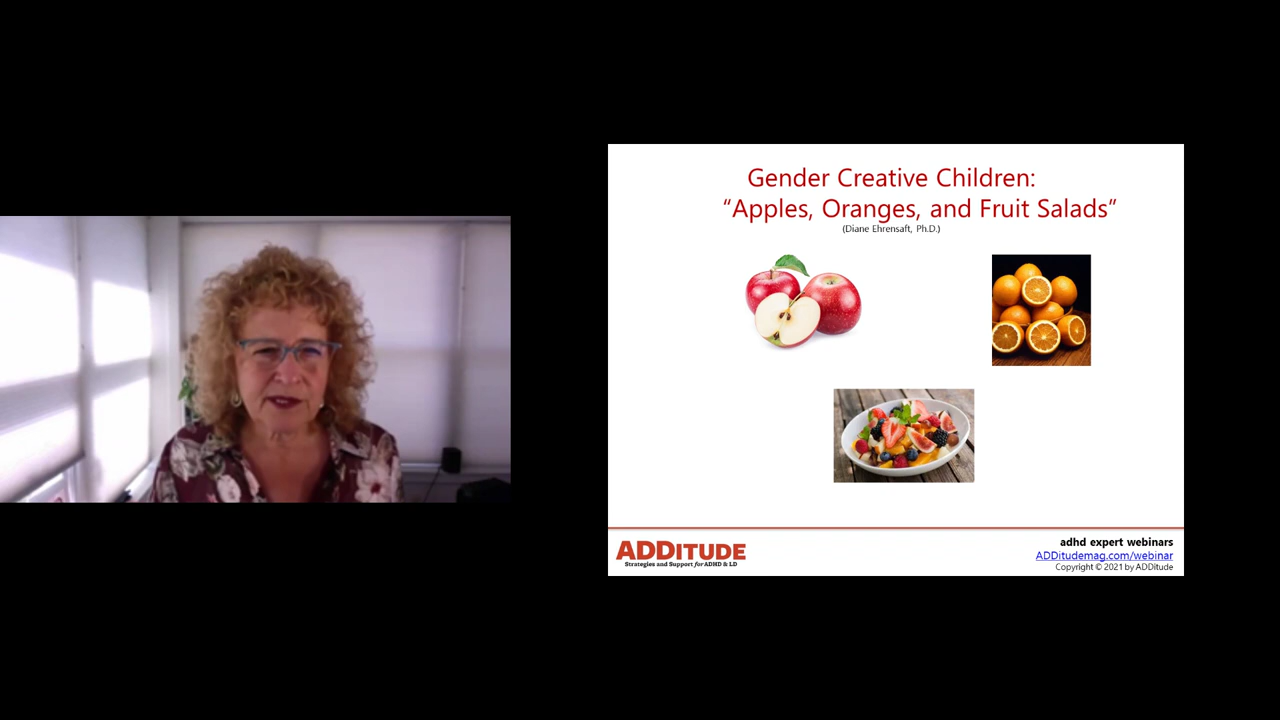 Gender Creative Children:
“Apples, Oranges, and Fruit Salads”
(Diane Ehrensaft, Ph.D.)
ADDITUDE
Strategies and Support for ADHD & LD
adhd expert webinars
ADDitudemag.com/webinar
Copyright © 2021 by ADDitude